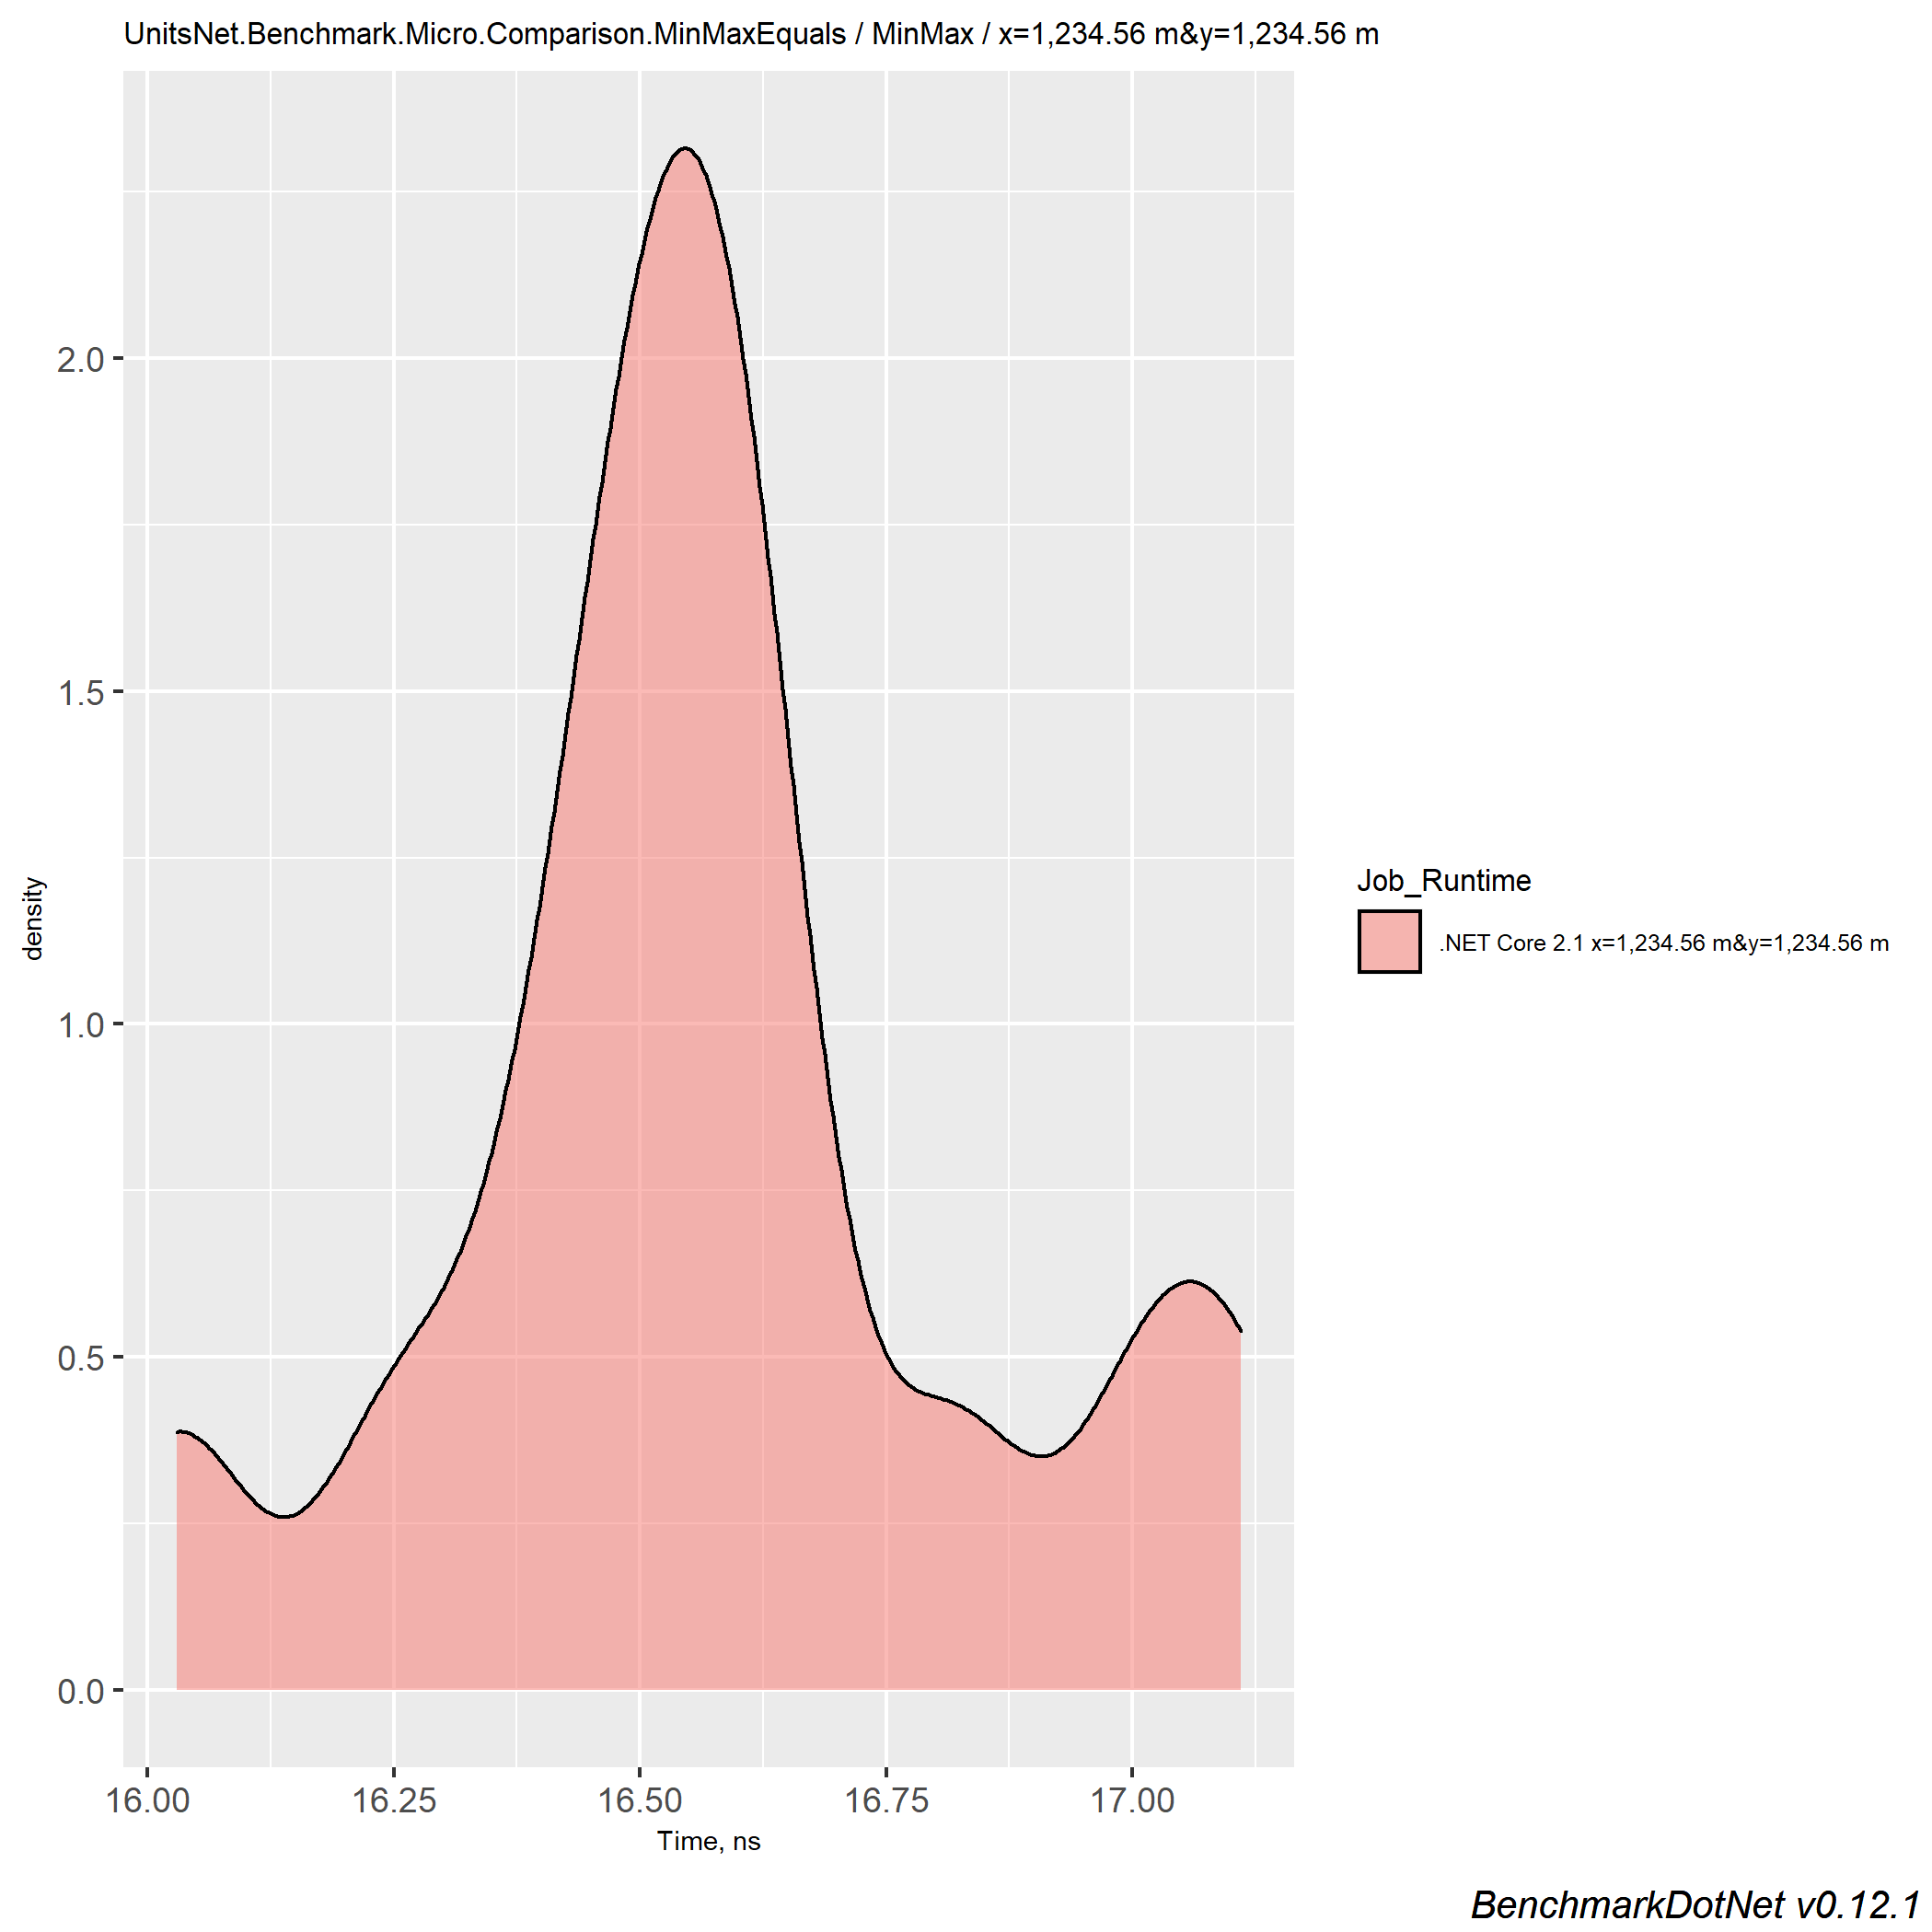 UnitsNet.Benchmark.Micro.Comparison.MinMaxEquals / MinMax / x=1,234.56 m&y=1,234.56 m
density
2.0
1.5
1.0
0.5
0.0
16.00 16.25 16.50 16.75 17.00
Time, ns
Job_Runtime
.NET Core 2.1 x=1,234.56 m&y=1,234.56 m
BenchmarkDotNet v0.12.1